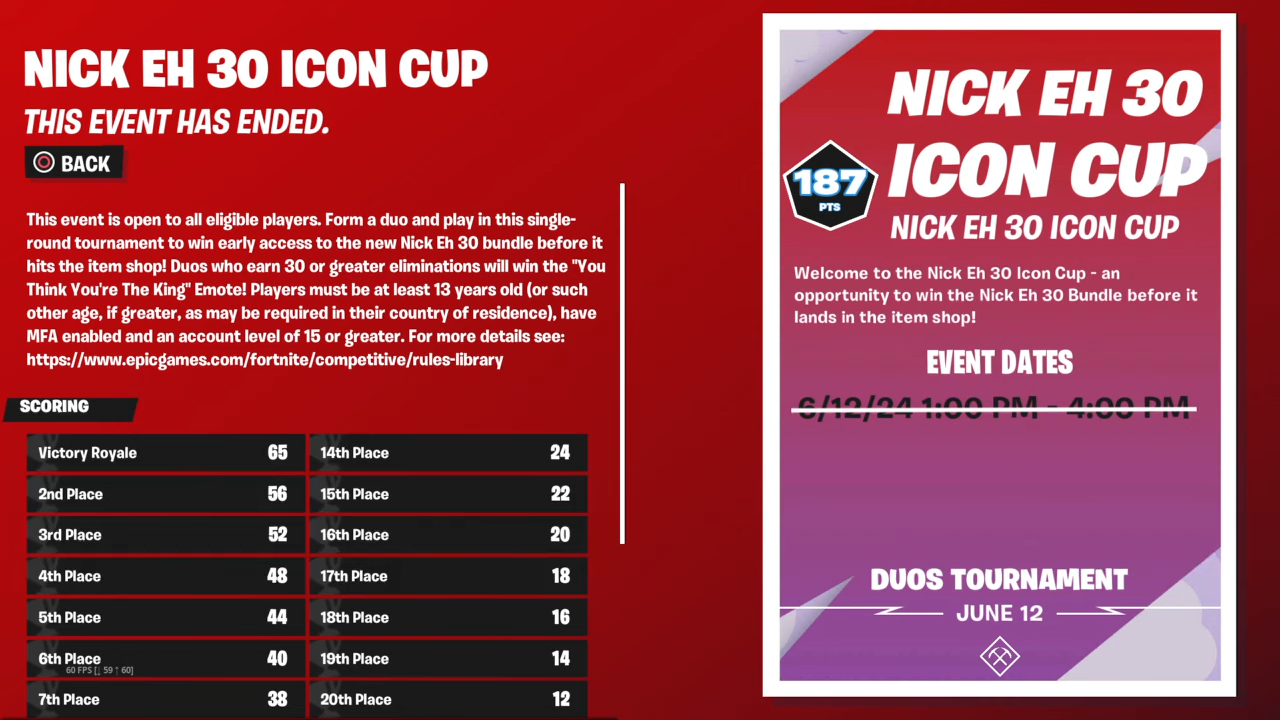 NICK EH 30 ICON CUP
THIS EVENT HAS ENDED.
BACK
This event is open to all eligible players. Form a duo and play in this single-
round tournament to win early access to the new Nick Eh 30 bundle before it
hits the item shop! Duos who earn 30 or greater eliminations will win the "You
Think You're The King" Emote! Players must be at least 13 years old (or such
other age, if greater, as may be required in their country of residence), have
MFA enabled and an account level of 15 or greater. For more details see:
https://www.epicgames.com/fortnite/competitive/rules-library
SCORING
Victory Royale 65
2nd Place 56
3rd Place 52
4th Place 48
5th Place 44
6th Place 40
60 FPS [↓ 59 ↑ 60]
7th Place 38
14th Place 24
15th Place 22
16th Place 20
17th Place 18
18th Place 16
19th Place 14
20th Place 12
NICK EH 30
ICON CUP
187
PTS
NICK EH 30 ICON CUP
Welcome to the Nick Eh 30 Icon Cup - an
opportunity to win the Nick Eh 30 Bundle before it
lands in the item shop!
EVENT DATES
6/12/24 1:00 PM - 4:00 PM
DUOS TOURNAMENT
JUNE 12